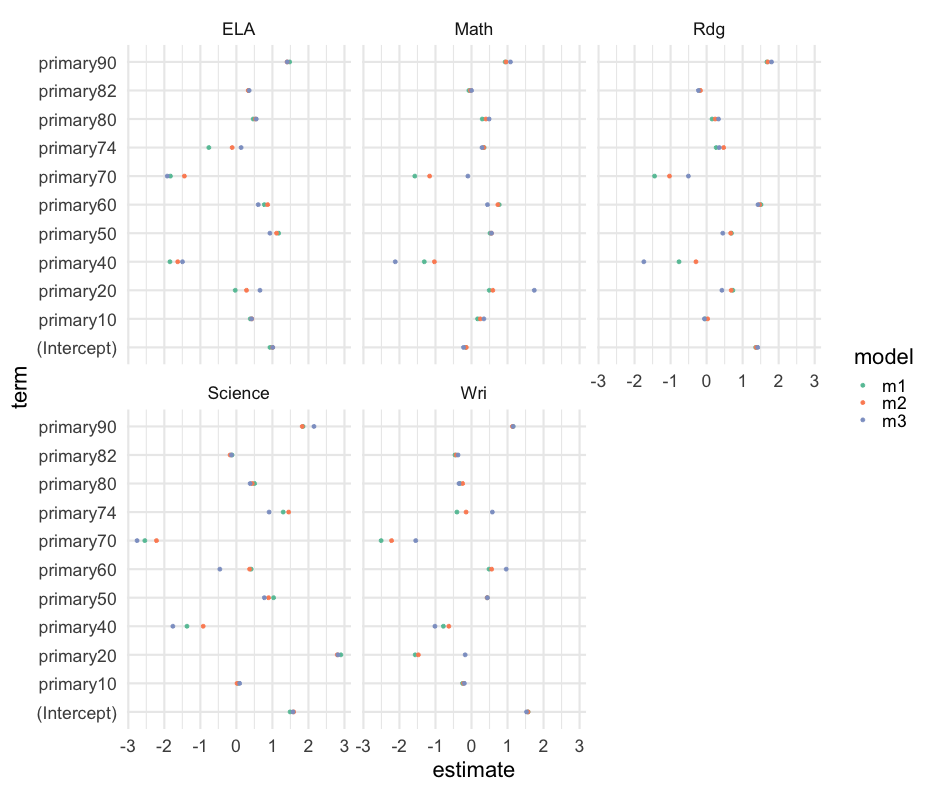 ELA Math Rdg
primary90
primary82
primary80
primary74
primary70
primary60
primary50
primary40
primary20
primary10
(Intercept)
-3 -2 -1 0 1 2 3
term
Science Wri
primary90
primary82
primary80
primary74
primary70
primary60
primary50
primary40
primary20
primary10
(Intercept)
-3 -2 -1 0 1 2 3 -3 -2 -1 0 1 2 3
estimate
model
m1
m2
m3